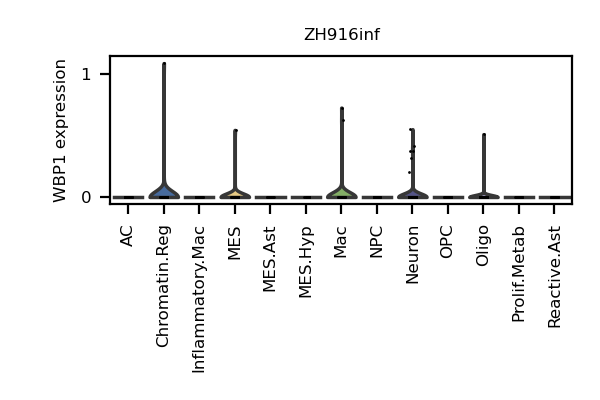 ZH916inf
WBP1 expression
1
0
AC
Chromatin.Reg
Inflammatory.Mac
MES
MES.Ast
MES.Hyp
Mac
NPC
Neuron
OPC
Oligo
Prolif.Metab
Reactive.Ast